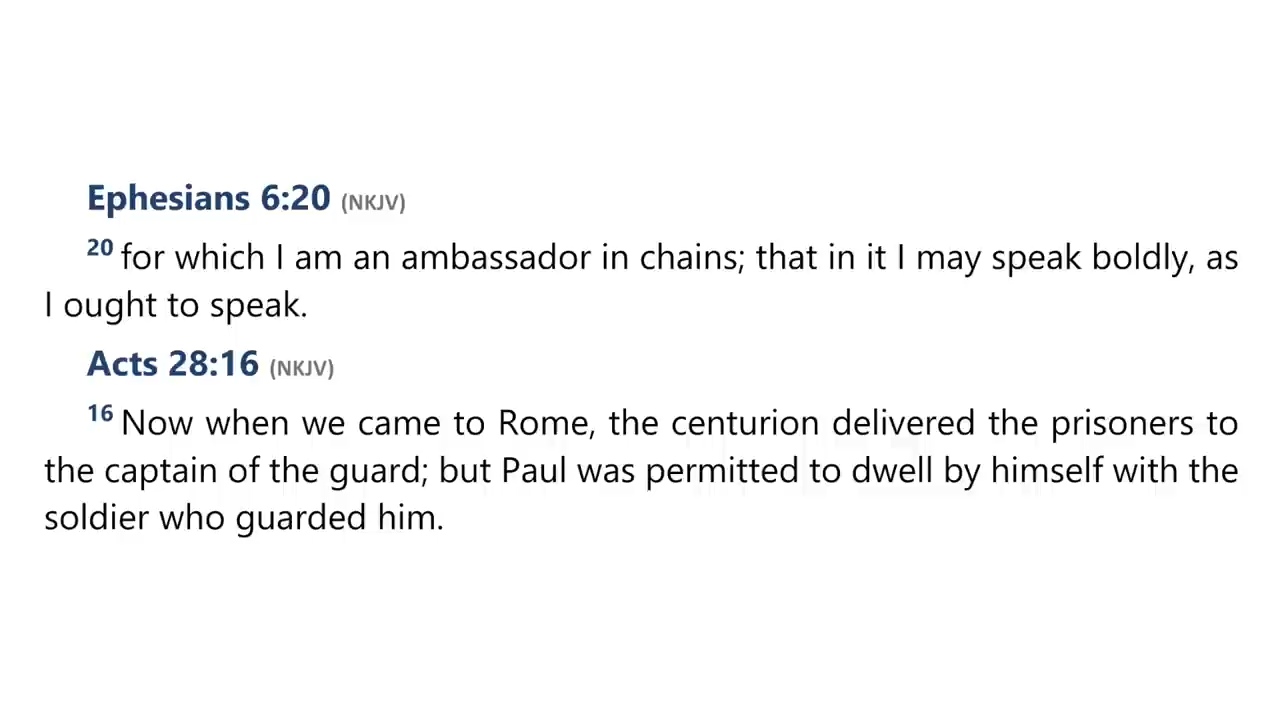 Ephesians 6:20 (NKJV)
20 for which I am an ambassador in chains; that in it I may speak boldly, as
I ought to speak.
Acts 28:16 (NKJV)
16 Now when we came to Rome, the centurion delivered the prisoners to
the captain of the guard; but Paul was permitted to dwell by himself with the
soldier who guarded him.